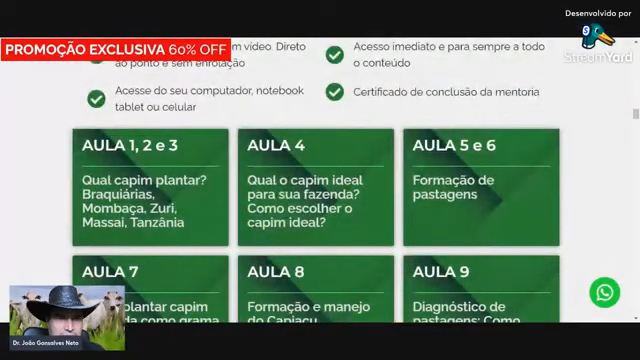 Desenvolvido por
StreamYard
PROMOÇÃO EXCLUSIVA 60% OFF
m vídeo. Direto
ao ponto e sem enrolação
Acesso imediato e para sempre a todo
o conteúdo
Acesse do seu computador, notebook
tablet ou celular
Certificado de conclusão da mentoria
AULA 1, 2 e 3
Qual capim plantar?
Braquiárias,
Mombaça, Zuri,
Massai, Tanzânia
AULA 4
Qual o capim ideal
para sua fazenda?
Como escolher o
capim ideal?
AULA 5 e 6
Formação de
pastagens
AULA 7
plantar capim
como grama
AULA 8
Formação e manejo
do Capiaçu
AULA 9
Diagnóstico de
pastagens: Como
Dr. João Gonsalves Neto